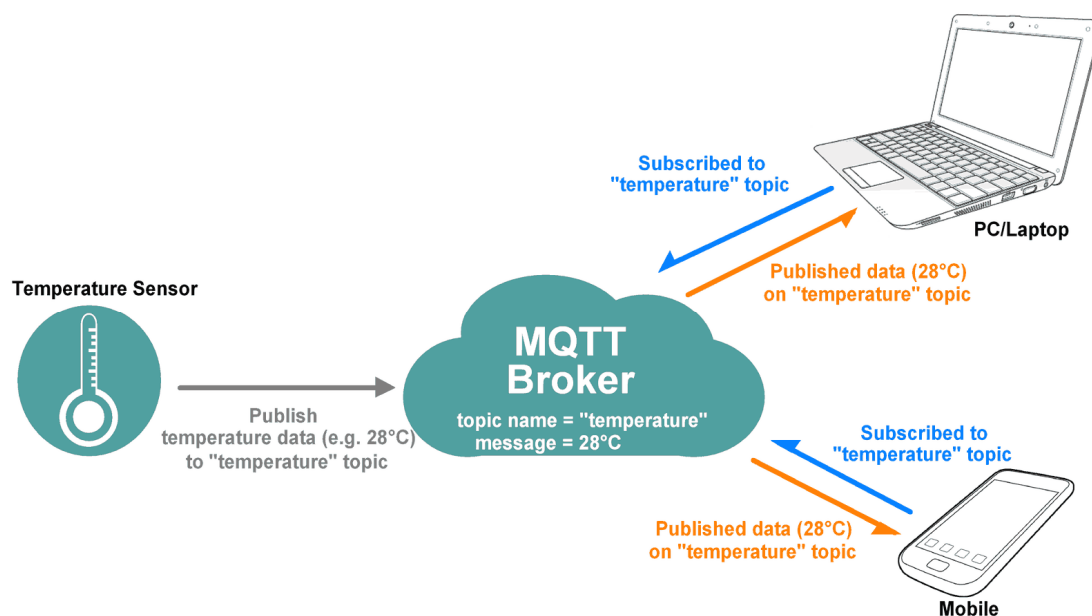 Subscribed to
"temperature" topic
PC/Laptop
Published data (28°C)
on "temperature" topic
Temperature Sensor
MQTT
Broker
topic name = "temperature"
message = 28°C
Publish
temperature data (e.g. 28°C)
to "temperature" topic
Subscribed to
"temperature" topic
Published data (28°C)
on "temperature" topic
Mobile